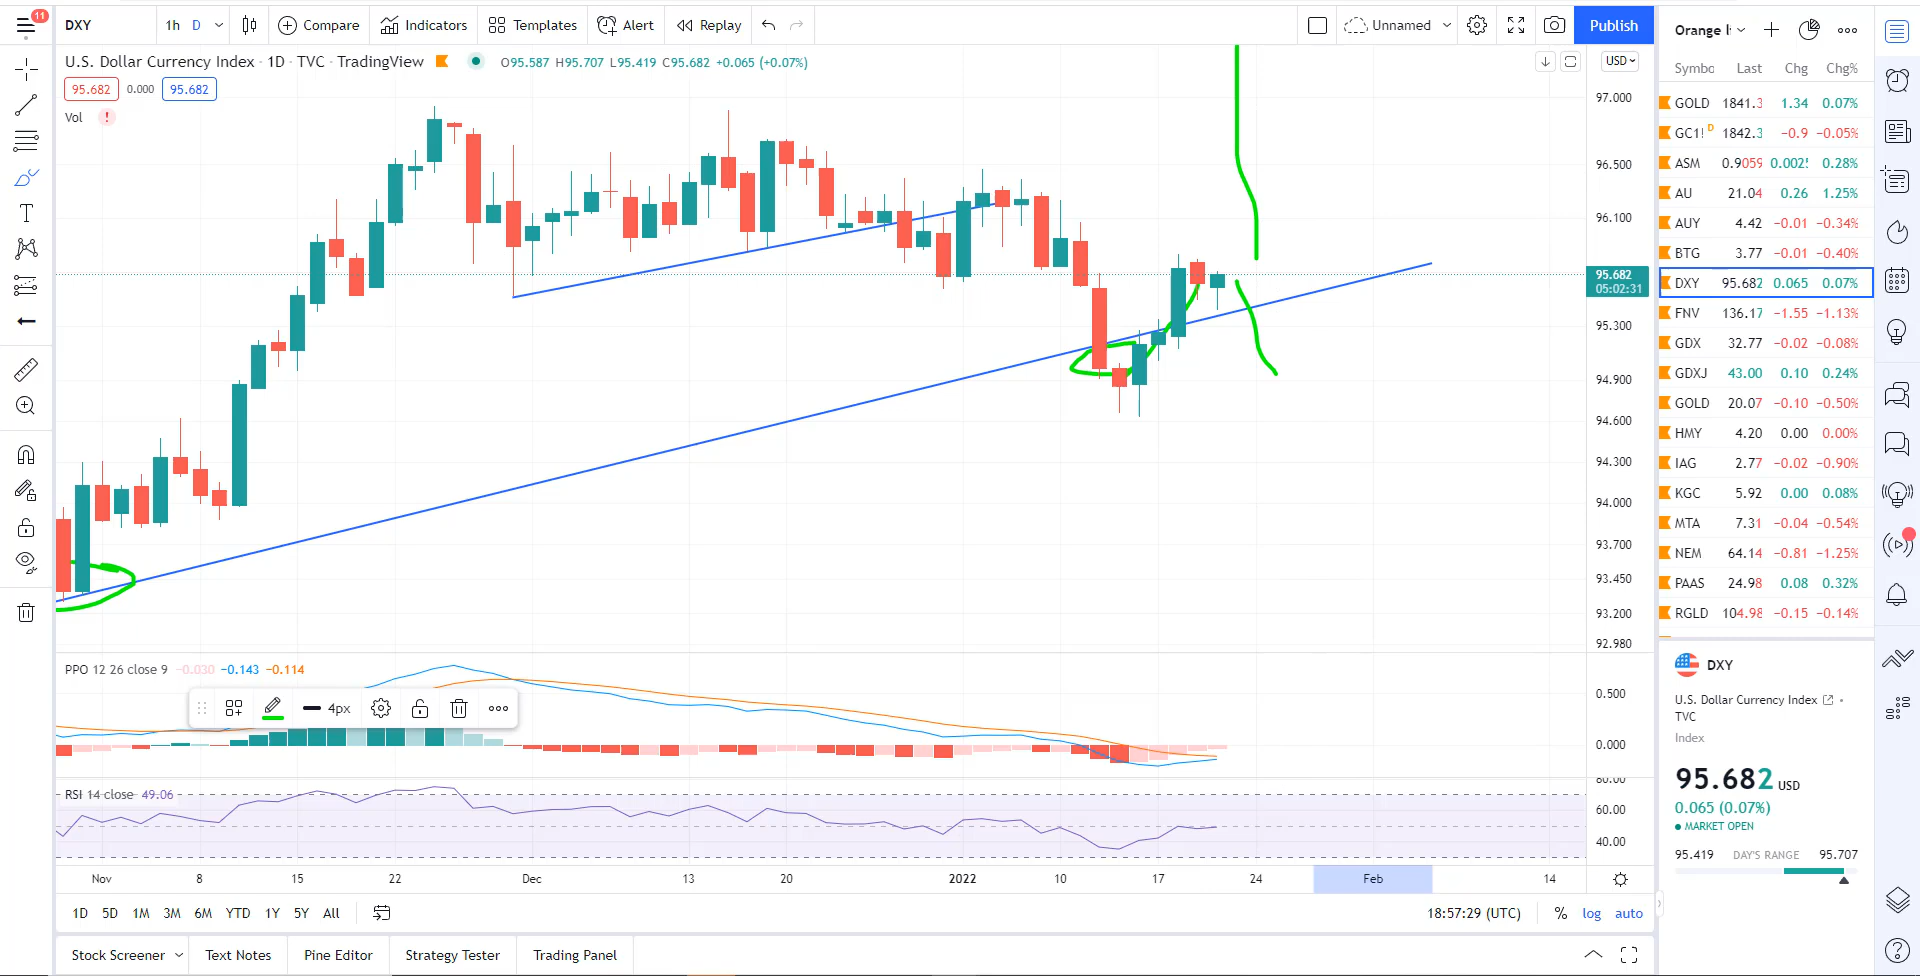 11
DXY
1h D
Compare
Indicators
Templates
Alert
Replay
Unnamed
Publish
U.S. Dollar Currency Index · 1D · TVC · TradingView
O95.587 H95.707 L95.419 C95.682 +0.065 (+0.07%)
95.682 0.000 95.682
Vol !
USD
97.000
96.500
96.100
95.682
05:02:31
95.300
94.900
94.600
94.300
94.000
93.700
93.450
93.200
92.980
PPO 12 26 close 9 −0.030 −0.143 −0.114
4px
0.500
0.000
RSI 14 close 49.06
80.00
60.00
40.00
Nov 8 15 22 Dec 13 20 2022 10 17 24 Feb 14
1D 5D 1M 3M 6M YTD 1Y 5Y All
18:57:29 (UTC) % log auto
Stock Screener Text Notes Pine Editor Strategy Tester Trading Panel
Symbo Last Chg Chg%
GOLD 1841.3 1.34 0.07%
GC1! D 1842.3 −0.9 −0.05%
ASM 0.9059 0.002 0.28%
AU 21.04 0.26 1.25%
AUY 4.42 −0.01 −0.34%
BTG 3.77 −0.01 −0.40%
DXY 95.682 0.065 0.07%
FNV 136.17 −1.55 −1.13%
GDX 32.77 −0.02 −0.08%
GDXJ 43.00 0.10 0.24%
GOLD 20.07 −0.10 −0.50%
HMY 4.20 0.00 0.00%
IAG 2.77 −0.02 −0.90%
KGC 5.92 0.00 0.08%
MTA 7.31 −0.04 −0.54%
NEM 64.14 −0.81 −1.25%
PAAS 24.98 0.08 0.32%
RGLD 104.98 −0.15 −0.14%
DXY
U.S. Dollar Currency Index ·
TVC
Index
95.682 USD
0.065 (0.07%)
MARKET OPEN
95.419 DAY'S RANGE 95.707